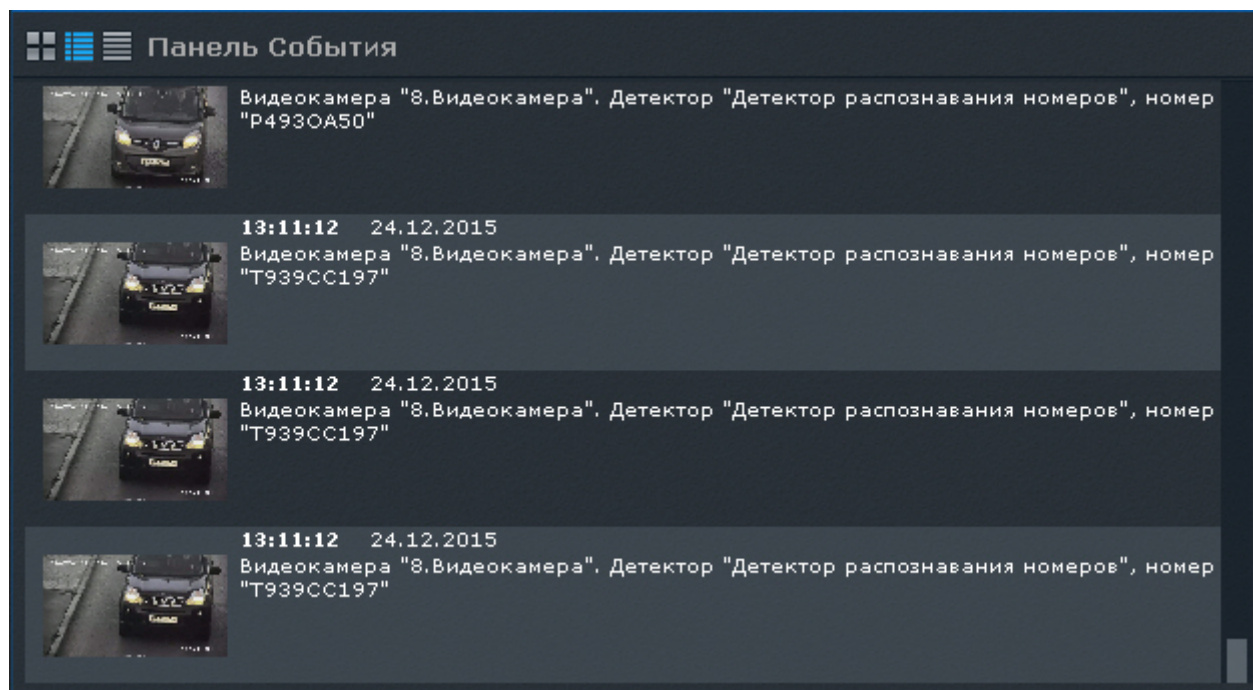 Панель События
Видеокамера "8.Видеокамера". Детектор "Детектор распознавания номеров", номер
"Р493ОА50"
13:11:12 24.12.2015
Видеокамера "8.Видеокамера". Детектор "Детектор распознавания номеров", номер
"Т939СС197"
13:11:12 24.12.2015
Видеокамера "8.Видеокамера". Детектор "Детектор распознавания номеров", номер
"Т939СС197"
13:11:12 24.12.2015
Видеокамера "8.Видеокамера". Детектор "Детектор распознавания номеров", номер
"Т939СС197"